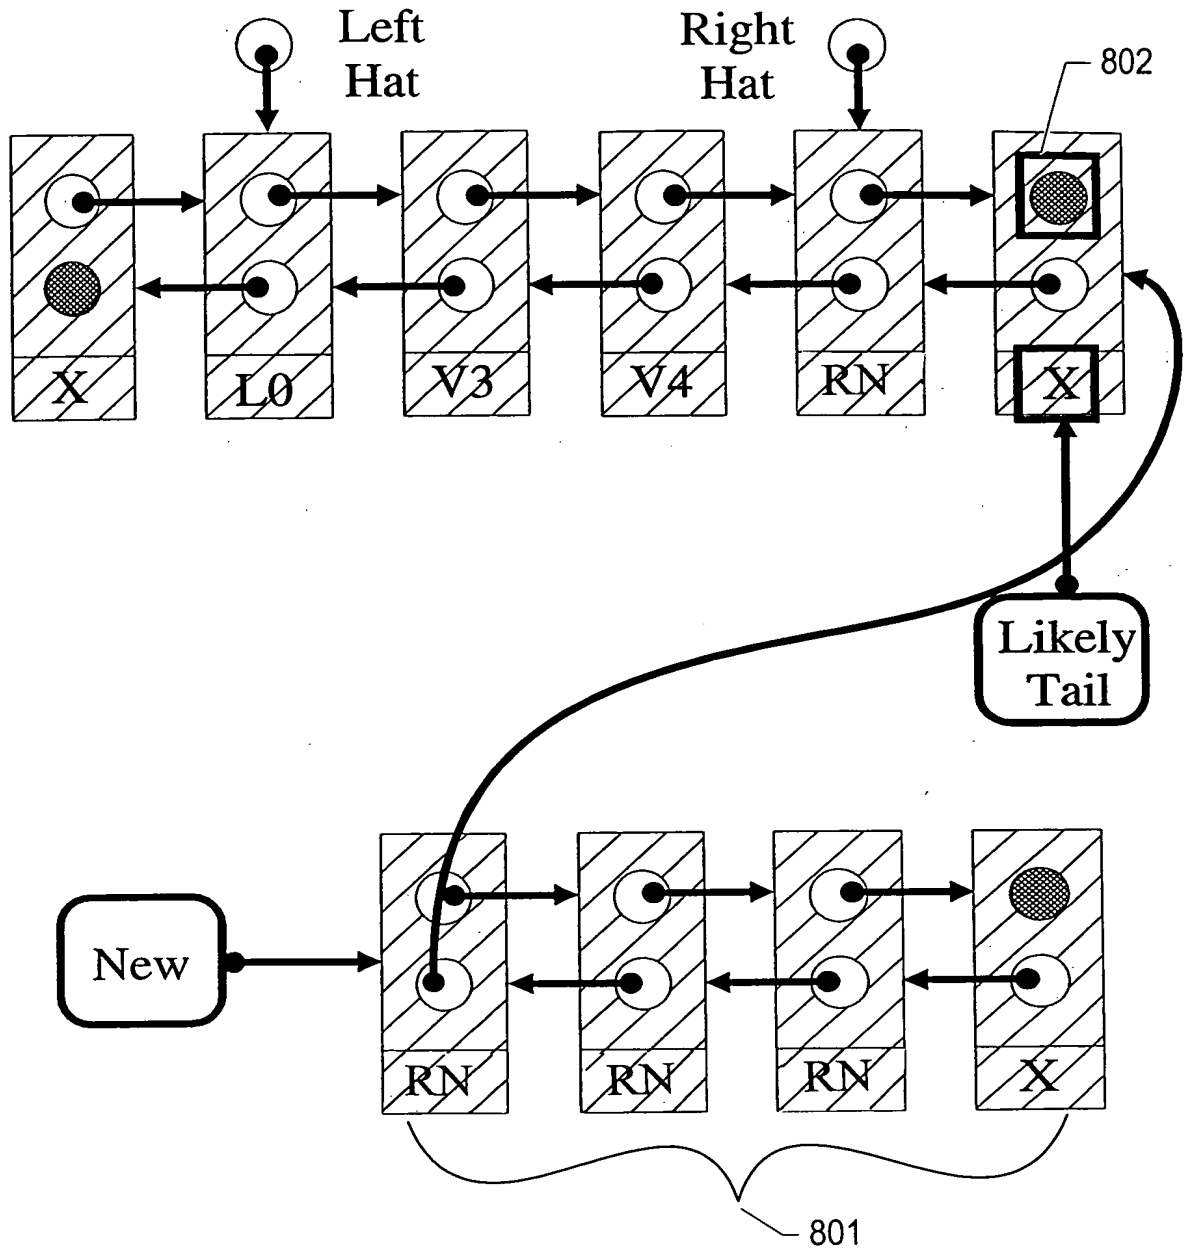 Left
Hat
Right
Hat
802
X
L0
V3
V4
RN
X
Likely
Tail
New
RN
RN
RN
X
801